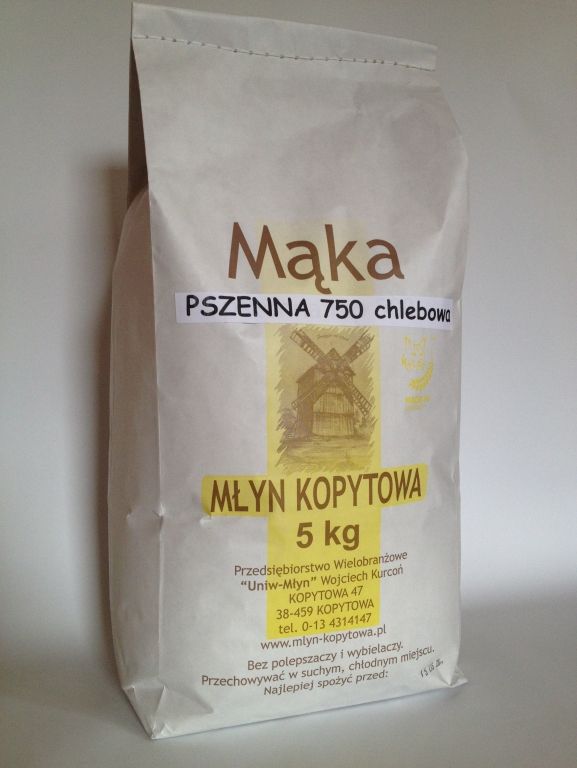 Mąka
PSZENNA 750 chlebowa
MŁYN KOPYTOWA
5 kg
Przedsiębiorstwo Wielobranżowe
“Uniw-Młyn” Wojciech Kurcoń
KOPYTOWA 47
38-459 KOPYTOWA
tel. 0-13 4314147
www.mlyn-kopytowa.pl
Bez polepszaczy i wybielaczy.
Przechowywać w suchym, chłodnym miejscu.
Najlepiej spożyć przed: